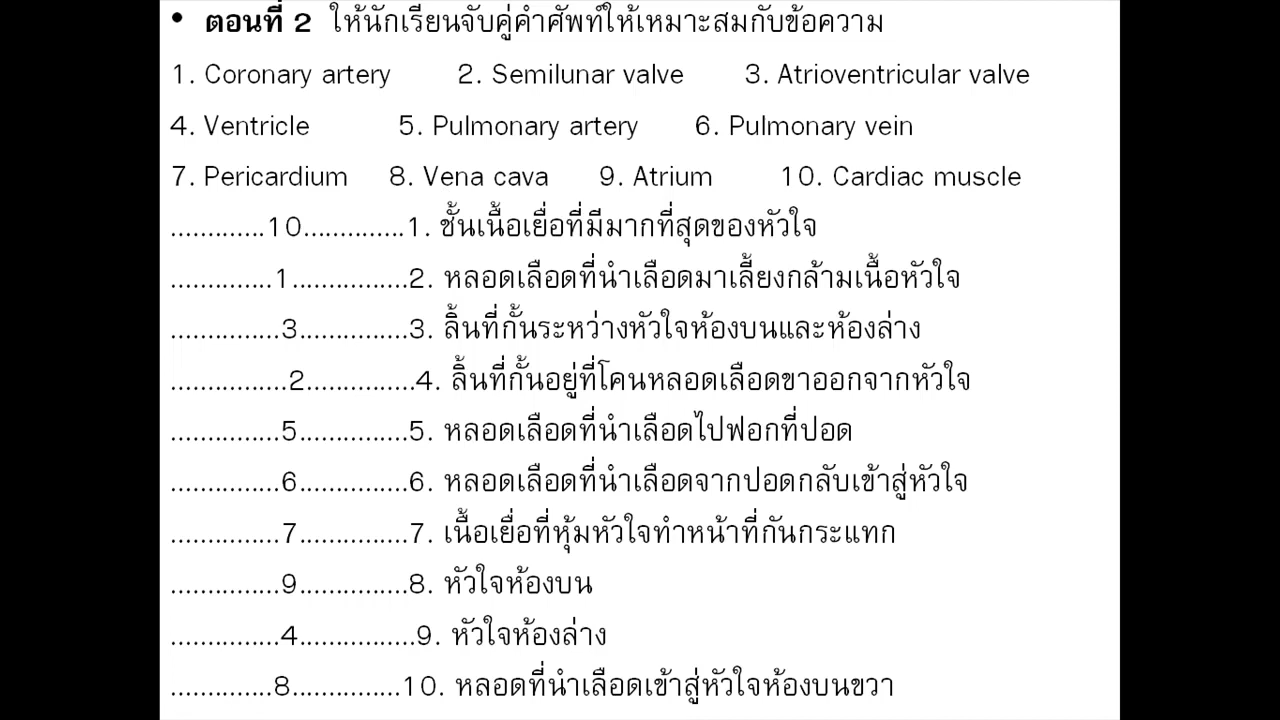 • ตอนที่ 2 ให้นักเรียนจับคู่คำศัพท์ให้เหมาะสมกับข้อความ
1. Coronary artery 2. Semilunar valve 3. Atrioventricular valve
4. Ventricle 5. Pulmonary artery 6. Pulmonary vein
7. Pericardium 8. Vena cava 9. Atrium 10. Cardiac muscle
.............10..............1. ชั้นเนื้อเยื่อที่มีมากที่สุดของหัวใจ
..............1................2. หลอดเลือดที่นำเลือดมาเลี้ยงกล้ามเนื้อหัวใจ
...............3...............3. ลิ้นที่กั้นระหว่างหัวใจห้องบนและห้องล่าง
................2...............4. ลิ้นที่กั้นอยู่ที่โคนหลอดเลือดขาออกจากหัวใจ
...............5...............5. หลอดเลือดที่นำเลือดไปฟอกที่ปอด
...............6...............6. หลอดเลือดที่นำเลือดจากปอดกลับเข้าสู่หัวใจ
...............7...............7. เนื้อเยื่อที่หุ้มหัวใจทำหน้าที่กันกระแทก
...............9...............8. หัวใจห้องบน
...............4................9. หัวใจห้องล่าง
..............8...............10. หลอดที่นำเลือดเข้าสู่หัวใจห้องบนขวา